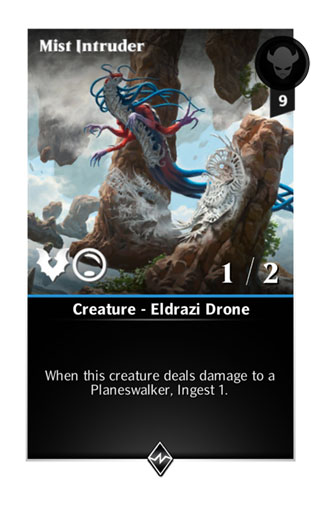 Mist Intruder
9
1 / 2
Creature - Eldrazi Drone
When this creature deals damage to a
Planeswalker, Ingest 1.